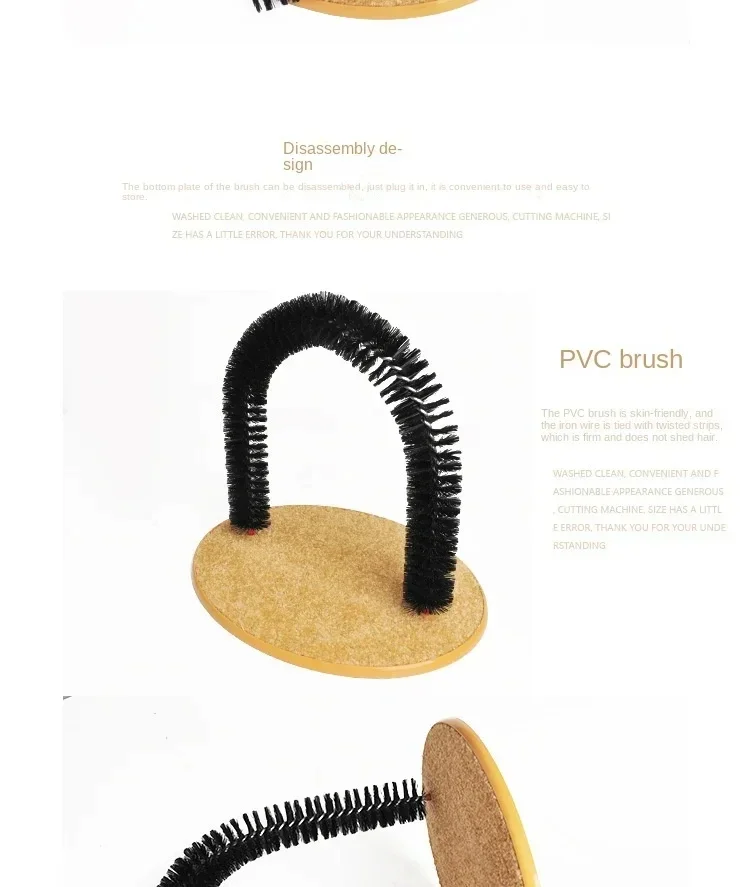 Disassembly de-
sign
The bottom plate of the brush can be disassembled, just plug it in, it is convenient to use and easy to
store.
WASHED CLEAN, CONVENIENT AND FASHIONABLE APPEARANCE GENEROUS, CUTTING MACHINE, SI
ZE HAS A LITTLE ERROR, THANK YOU FOR YOUR UNDERSTANDING
PVC brush
The PVC brush is skin-friendly, and
the iron wire is tied with twisted strips,
which is firm and does not shed hair.
WASHED CLEAN, CONVENIENT AND F
ASHIONABLE APPEARANCE GENEROUS
, CUTTING MACHINE, SIZE HAS A LITTL
E ERROR, THANK YOU FOR YOUR UNDE
RSTANDING